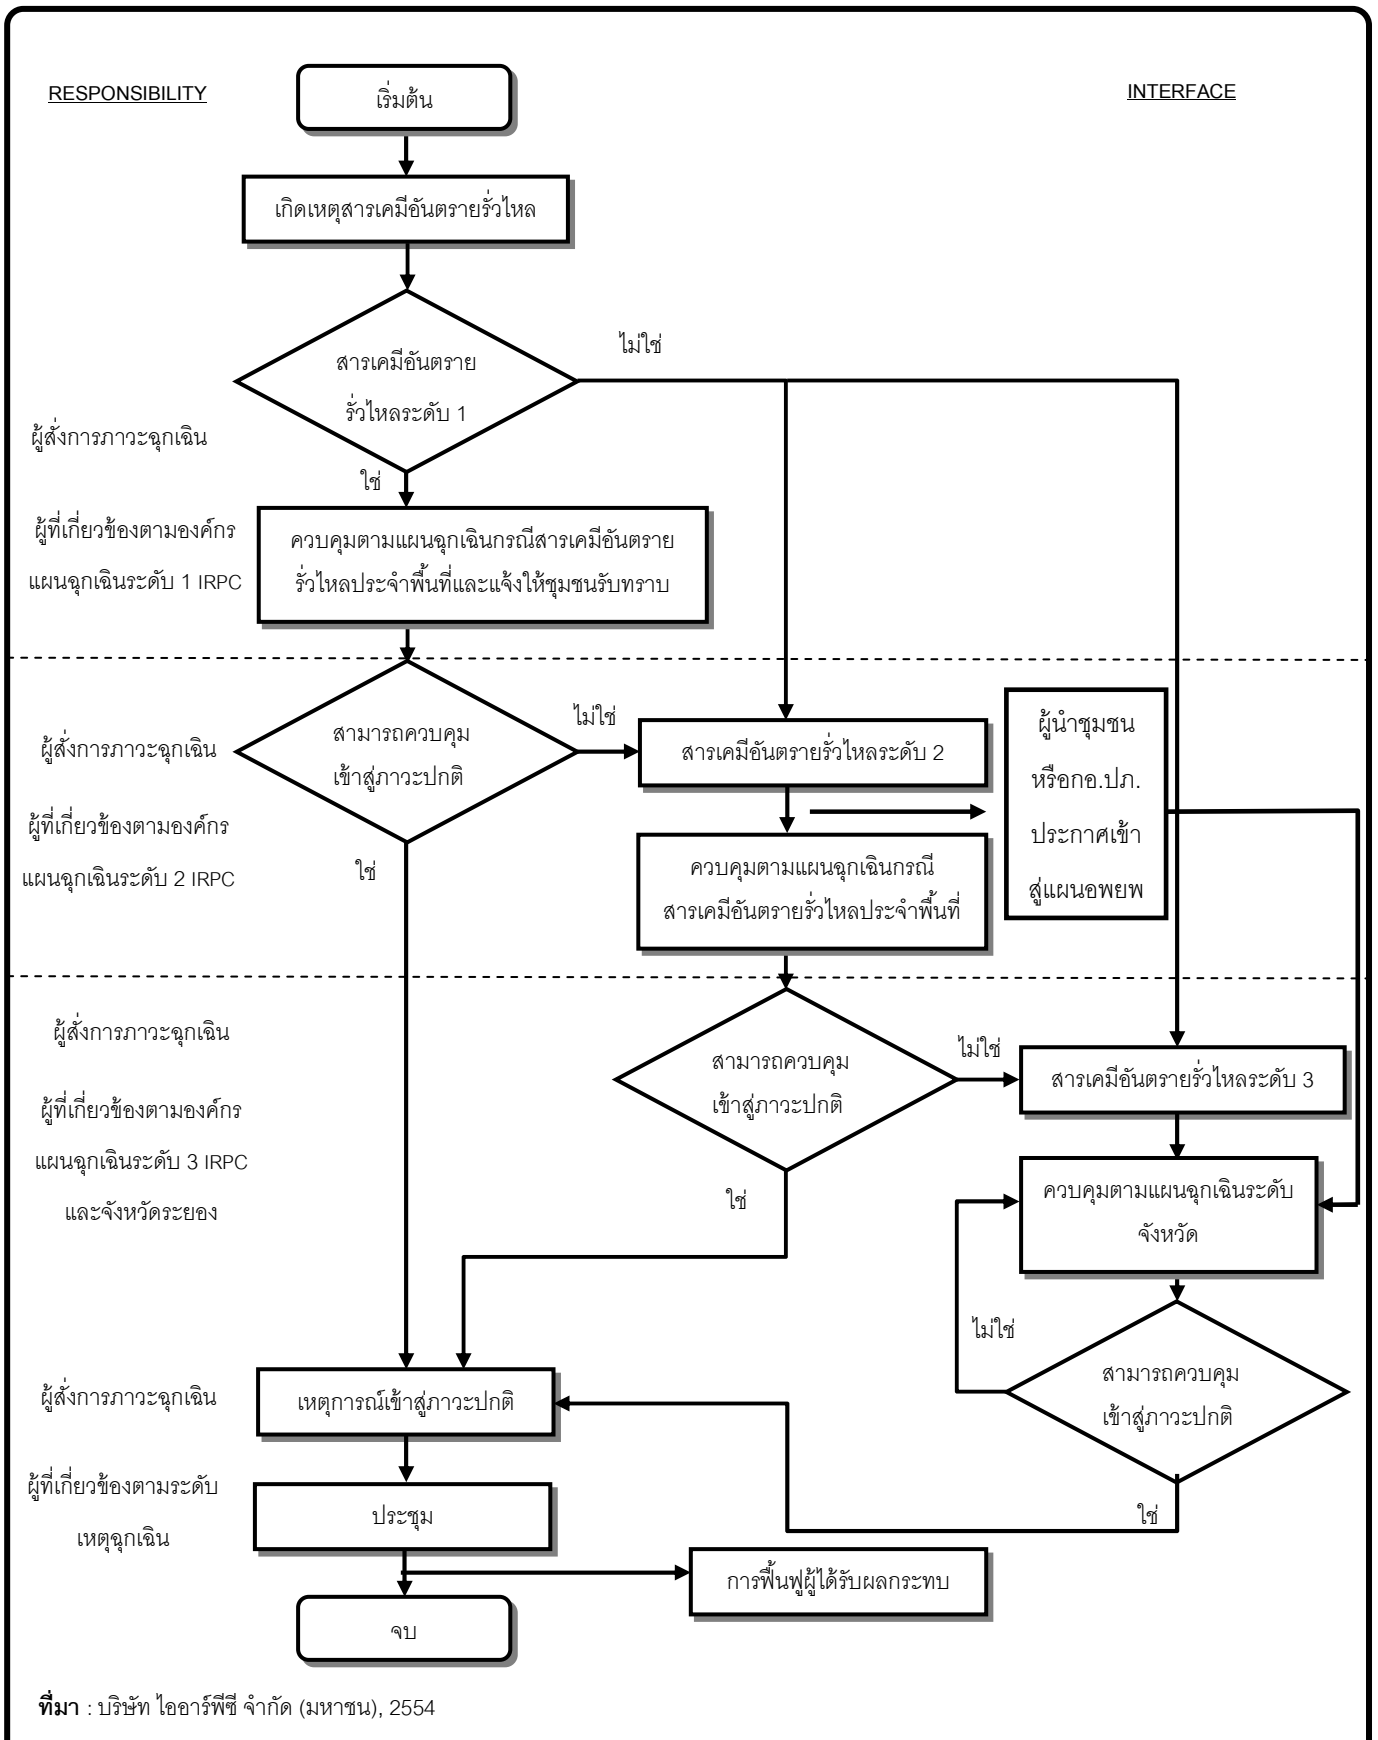 RESPONSIBILITY
INTERFACE
เริ่มต้น
เกิดเหตุสารเคมีอันตรายรั่วไหล
สารเคมีอันตราย
รั่วไหลระดับ 1
ไม่ใช่
ใช่
ผู้สั่งการภาวะฉุกเฉิน
ผู้ที่เกี่ยวข้องตามองค์กร
แผนฉุกเฉินระดับ 1 IRPC
ควบคุมตามแผนฉุกเฉินกรณีสารเคมีอันตราย
รั่วไหลประจำพื้นที่และแจ้งให้ชุมชนรับทราบ
ผู้สั่งการภาวะฉุกเฉิน
ผู้ที่เกี่ยวข้องตามองค์กร
แผนฉุกเฉินระดับ 2 IRPC
สามารถควบคุม
เข้าสู่ภาวะปกติ
ไม่ใช่
ใช่
สารเคมีอันตรายรั่วไหลระดับ 2
ควบคุมตามแผนฉุกเฉินกรณี
สารเคมีอันตรายรั่วไหลประจำพื้นที่
ผู้นำชุมชน
หรือกอ.ปภ.
ประกาศเข้า
สู่แผนอพยพ
ผู้สั่งการภาวะฉุกเฉิน
ผู้ที่เกี่ยวข้องตามองค์กร
แผนฉุกเฉินระดับ 3 IRPC
และจังหวัดระยอง
สามารถควบคุม
เข้าสู่ภาวะปกติ
ไม่ใช่
ใช่
สารเคมีอันตรายรั่วไหลระดับ 3
ควบคุมตามแผนฉุกเฉินระดับ
จังหวัด
ไม่ใช่
สามารถควบคุม
เข้าสู่ภาวะปกติ
ใช่
ผู้สั่งการภาวะฉุกเฉิน
ผู้ที่เกี่ยวข้องตามระดับ
เหตุฉุกเฉิน
เหตุการณ์เข้าสู่ภาวะปกติ
ประชุม
การฟื้นฟูผู้ได้รับผลกระทบ
จบ
ที่มา : บริษัท ไออาร์พีซี จำกัด (มหาชน), 2554